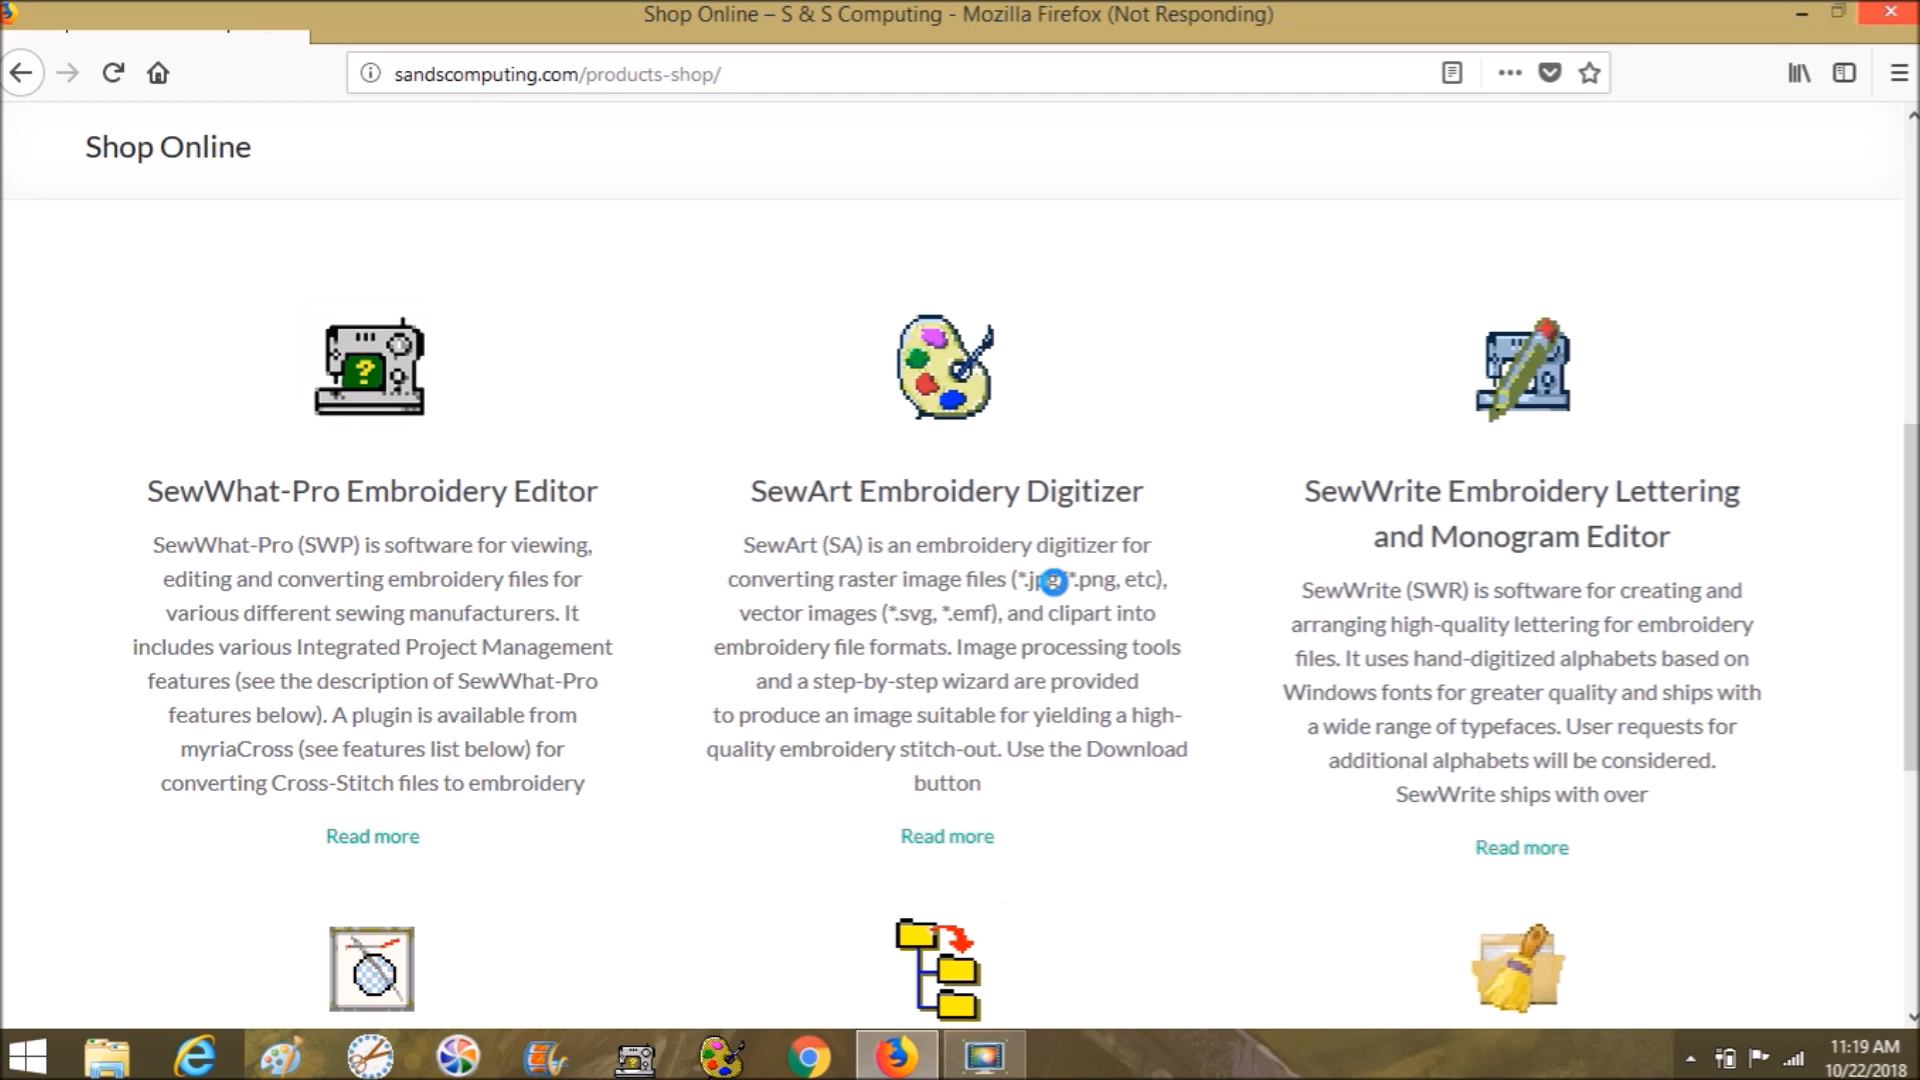 Shop Online – S & S Computing - Mozilla Firefox (Not Responding)
sandscomputing.com/products-shop/
Shop Online
?
SewWhat-Pro Embroidery Editor
SewWhat-Pro (SWP) is software for viewing,
editing and converting embroidery files for
various different sewing manufacturers. It
includes various Integrated Project Management
features (see the description of SewWhat-Pro
features below). A plugin is available from
myriaCross (see features list below) for
converting Cross-Stitch files to embroidery
Read more
SewArt Embroidery Digitizer
SewArt (SA) is an embroidery digitizer for
converting raster image files (*.jpg, *.png, etc),
vector images (*.svg, *.emf), and clipart into
embroidery file formats. Image processing tools
and a step-by-step wizard are provided
to produce an image suitable for yielding a high-
quality embroidery stitch-out. Use the Download
button
Read more
SewWrite Embroidery Lettering
and Monogram Editor
SewWrite (SWR) is software for creating and
arranging high-quality lettering for embroidery
files. It uses hand-digitized alphabets based on
Windows fonts for greater quality and ships with
a wide range of typefaces. User requests for
additional alphabets will be considered.
SewWrite ships with over
Read more
11:19 AM
10/22/2018